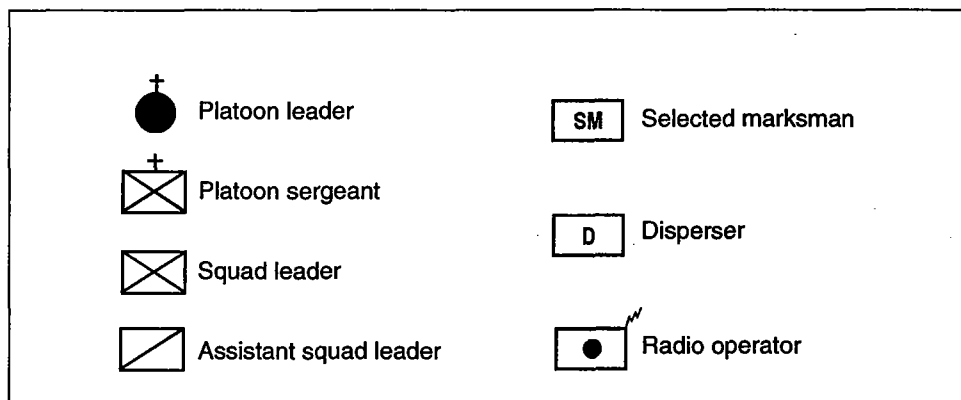 Platoon leader
Platoon sergeant
Squad leader
Assistant squad leader
SM Selected marksman
D Disperser
Radio operator